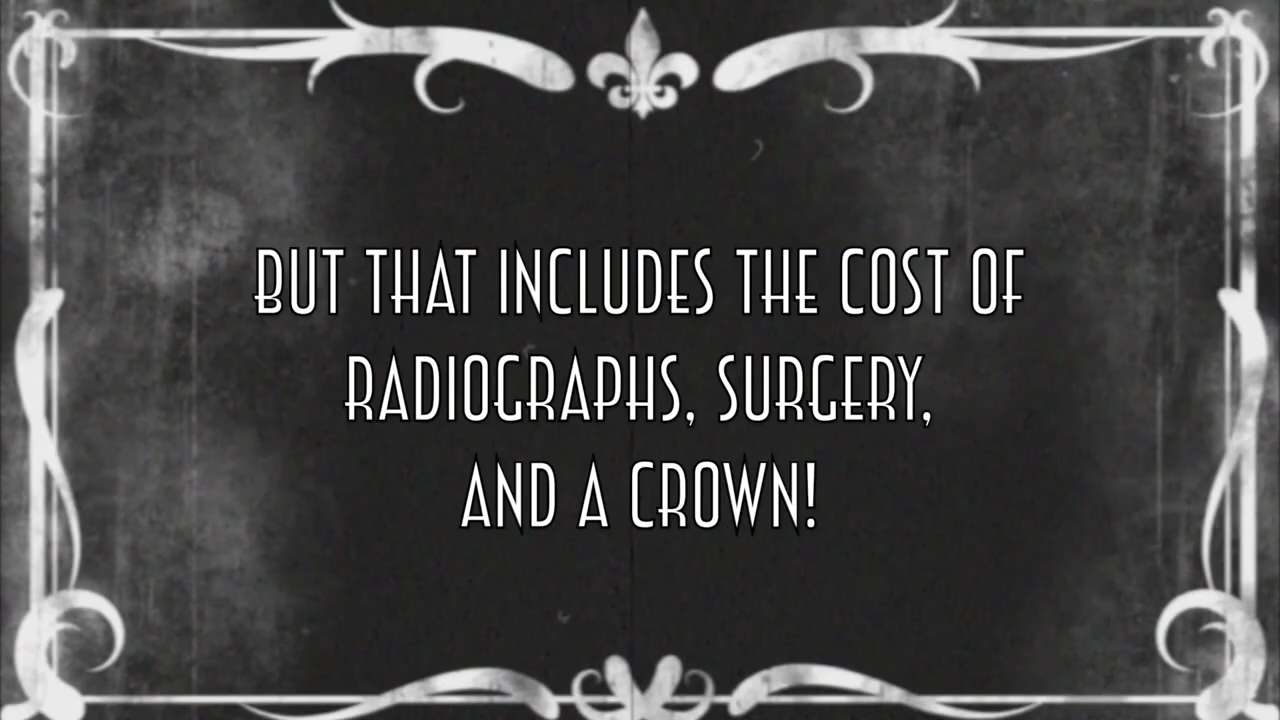 BUT THAT INCLUDES THE COST OF
RADIOGRAPHS, SURGERY,
AND A CROWN!